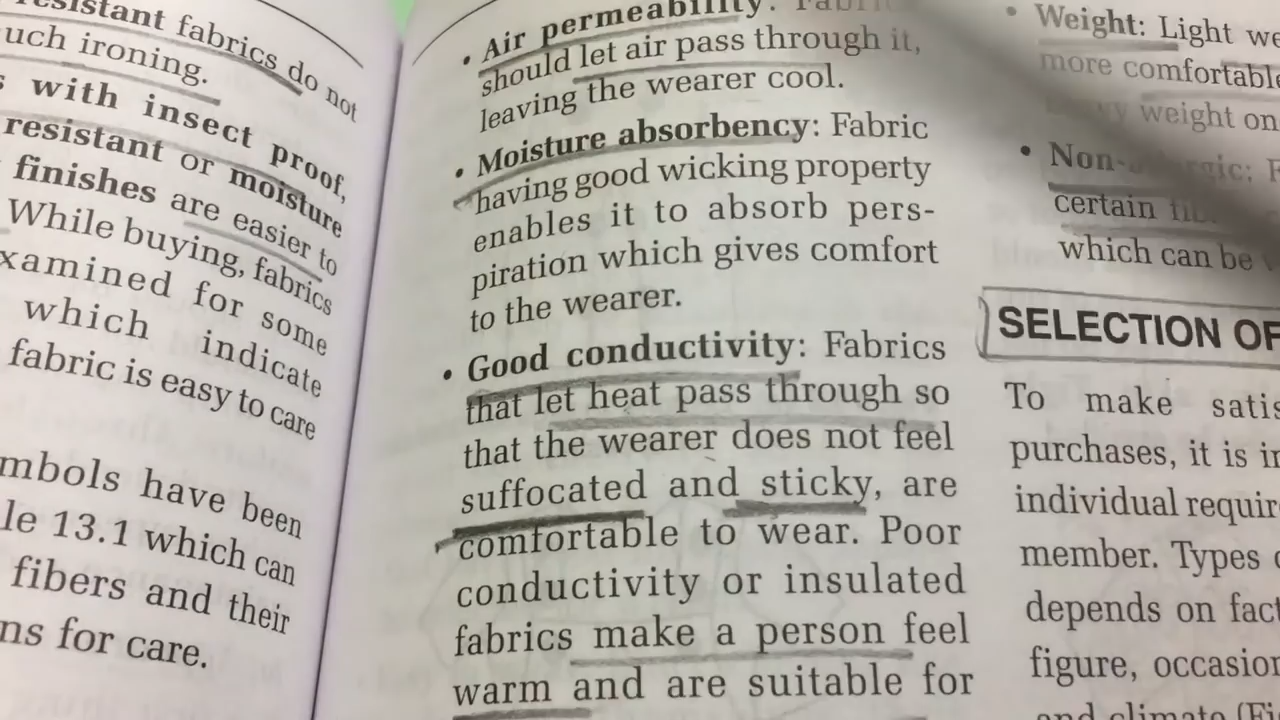 resistant fabrics do not
uch ironing.
with insect proof,
resistant or moisture
finishes are easier to
While buying, fabrics
xamined for some
which indicate
fabric is easy to care
mbols have been
le 13.1 which can
fibers and their
ns for care.
• Air permeability:
should let air pass through it,
leaving the wearer cool.
• Moisture absorbency: Fabric
having good wicking property
enables it to absorb pers-
piration which gives comfort
to the wearer.
• Good conductivity: Fabrics
that let heat pass through so
that the wearer does not feel
suffocated and sticky, are
comfortable to wear. Poor
conductivity or insulated
fabrics make a person feel
warm and are suitable for
• Weight: Light we
more comfortable
weight on
• Non-
certain
which can be
SELECTION OF
To make satis
purchases, it is in
individual requir
member. Types
depends on fact
figure, occasion
and climate (Fi